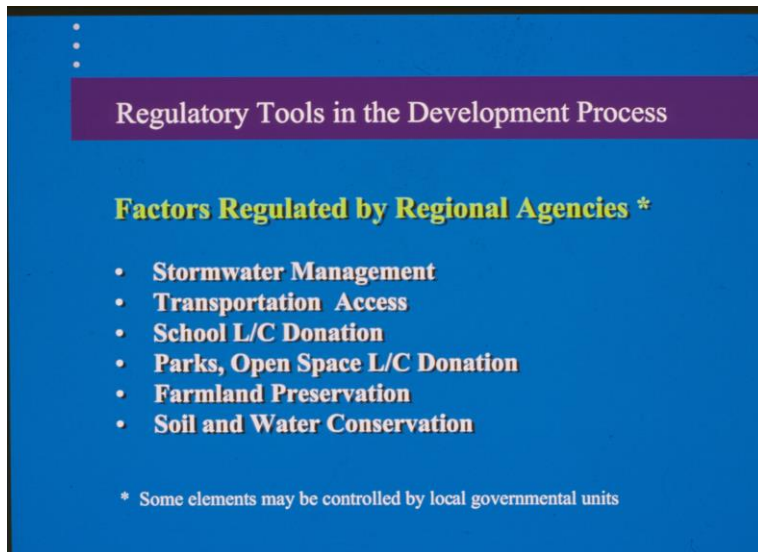 Regulatory Tools in the Development Process
Factors Regulated by Regional Agencies *
• Stormwater Management
• Transportation Access
• School L/C Donation
• Parks, Open Space L/C Donation
• Farmland Preservation
• Soil and Water Conservation
* Some elements may be controlled by local governmental units